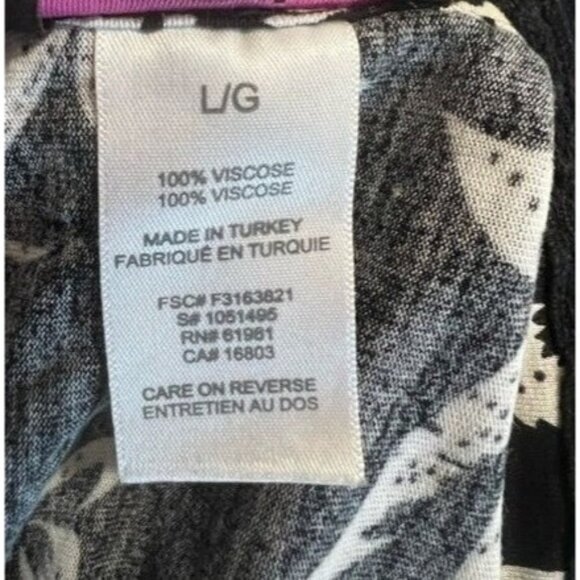 L/G
100% VISCOSE
100% VISCOSE
MADE IN TURKEY
FABRIQUÉ EN TURQUIE
FSC# F3163821
S# 1051495
RN# 61981
CA# 16803
CARE ON REVERSE
ENTRETIEN AU DOS